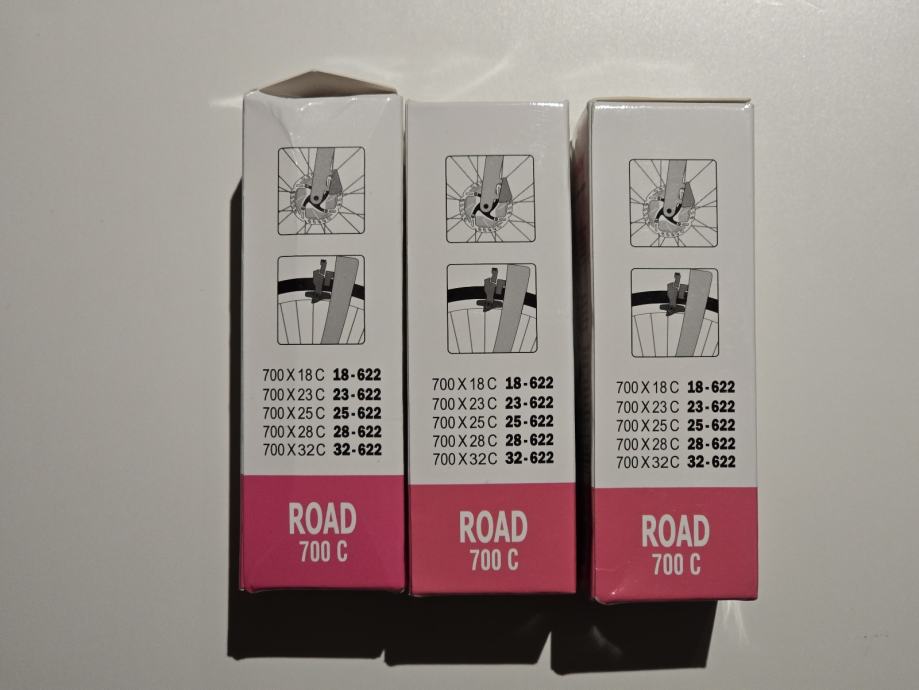 700 X 18 C 18-622
700 X 23 C 23-622
700 X 25 C 25-622
700 X 28 C 28-622
700 X 32 C 32-622
ROAD
700 C
700 X 18 C 18-622
700 X 23 C 23-622
700 X 25 C 25-622
700 X 28 C 28-622
700 X 32 C 32-622
ROAD
700 C
700 X 18 C 18-622
700 X 23 C 23-622
700 X 25 C 25-622
700 X 28 C 28-622
700 X 32 C 32-622
ROAD
700 C